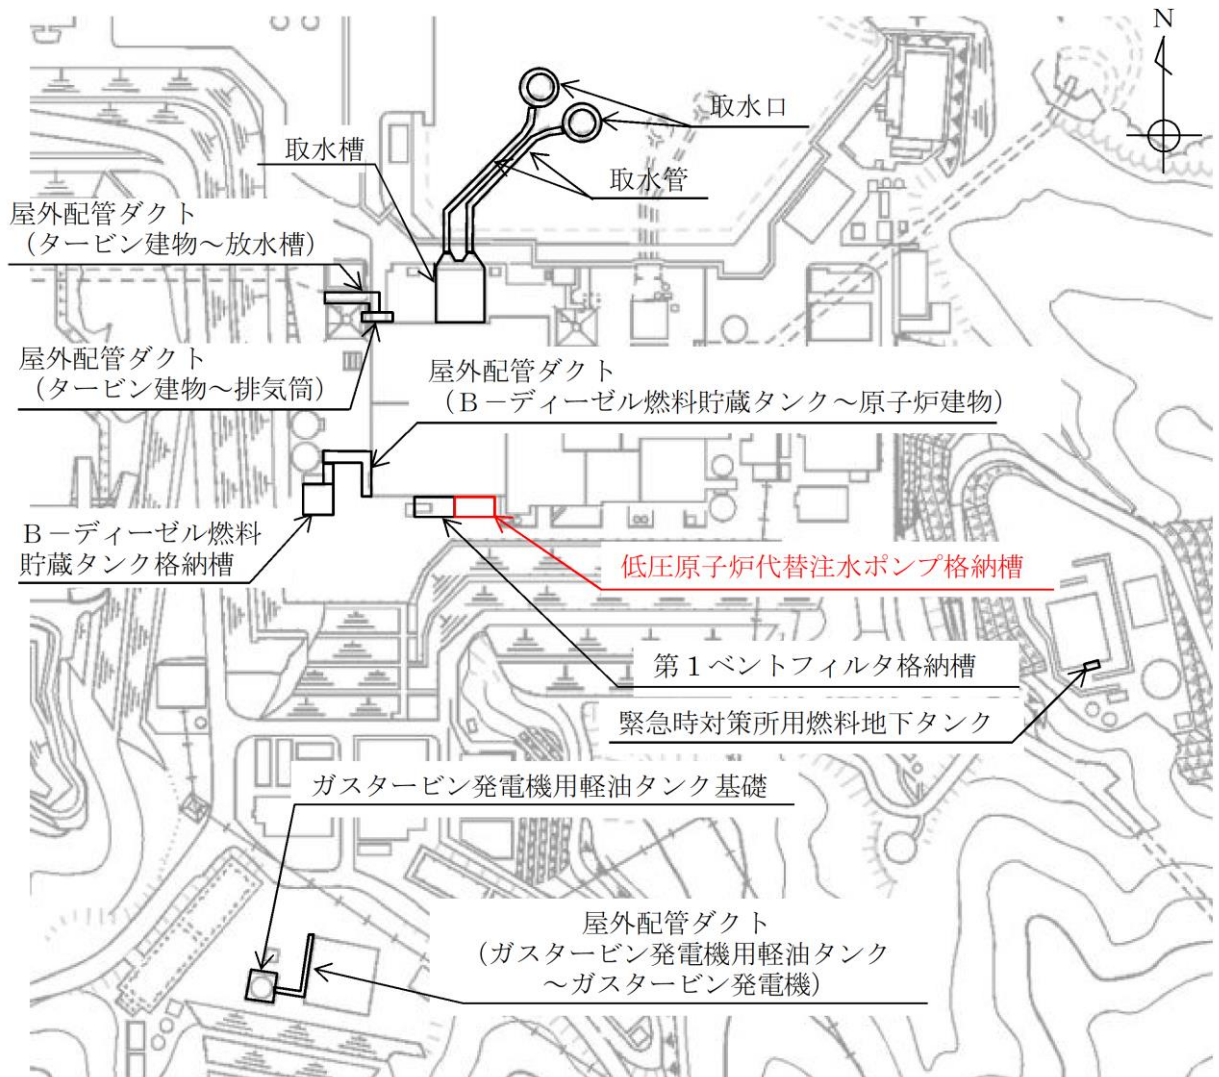 N
取水口
取水槽
取水管
屋外配管ダクト
(タービン建物~放水槽)
屋外配管ダクト
(タービン建物~排気筒)
屋外配管ダクト
(B-ディーゼル燃料貯蔵タンク~原子炉建物)
B-ディーゼル燃料
貯蔵タンク格納槽
低圧原子炉代替注水ポンプ格納槽
第1ベントフィルタ格納槽
緊急時対策所用燃料地下タンク
ガスタービン発電機用軽油タンク基礎
屋外配管ダクト
(ガスタービン発電機用軽油タンク
~ガスタービン発電機)